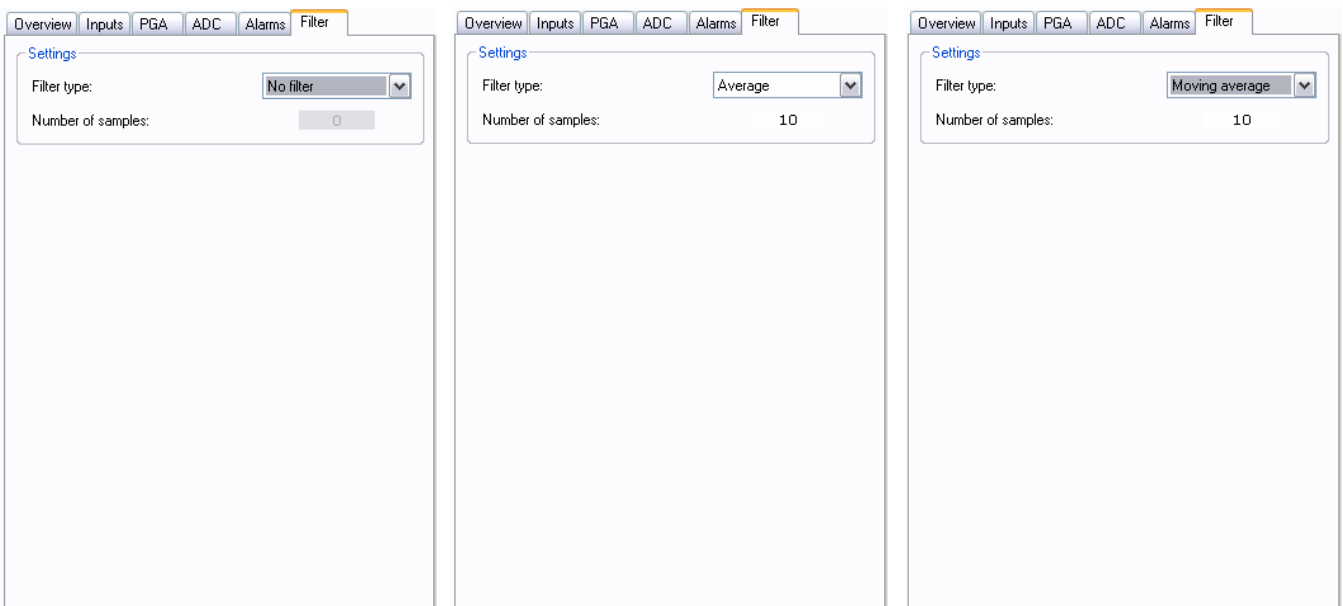 Overview Inputs PGA ADC Alarms Filter
Settings
Filter type: No filter
Number of samples: 0
Overview Inputs PGA ADC Alarms Filter
Settings
Filter type: Average
Number of samples: 10
Overview Inputs PGA ADC Alarms Filter
Settings
Filter type: Moving average
Number of samples: 10